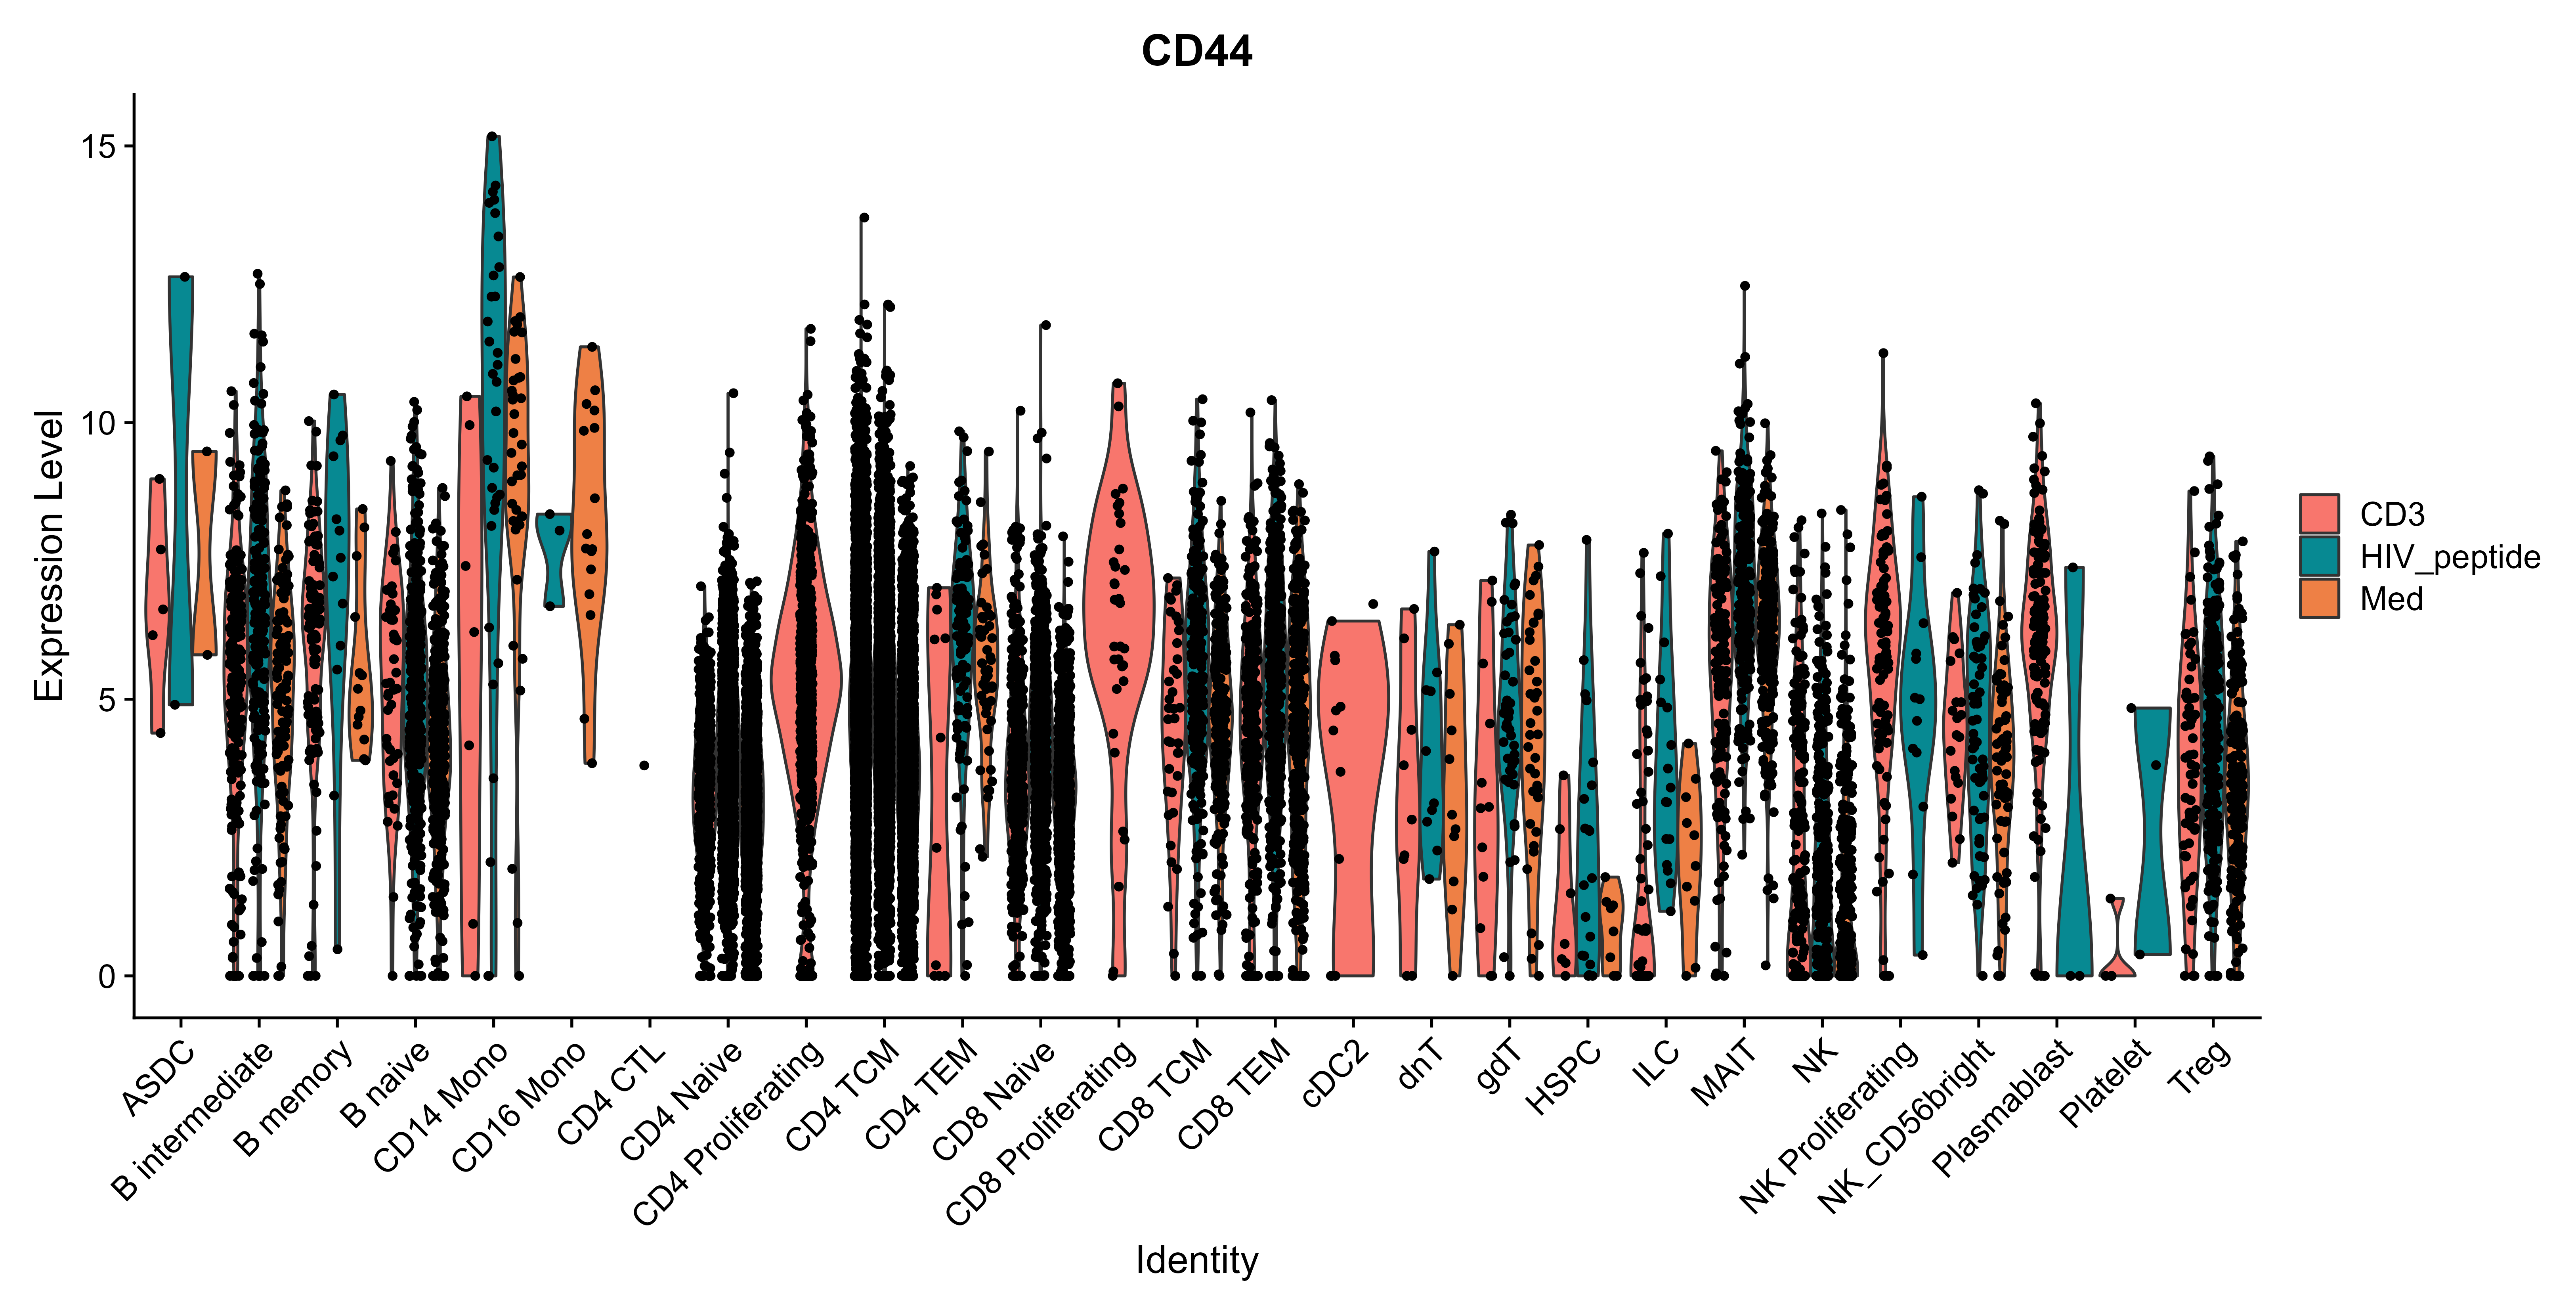 CD44
Expression Level
15
10
5
0
ASDC
B intermediate
B memory
B naive
CD14 Mono
CD16 Mono
CD4 CTL
CD4 Naive
CD4 Proliferating
CD4 TCM
CD4 TEM
CD8 Naive
CD8 Proliferating
CD8 TCM
CD8 TEM
cDC2
dnT
gdT
HSPC
ILC
MAIT
NK
NK Proliferating
NK_CD56bright
Plasmablast
Platelet
Treg
Identity
CD3
HIV_peptide
Med